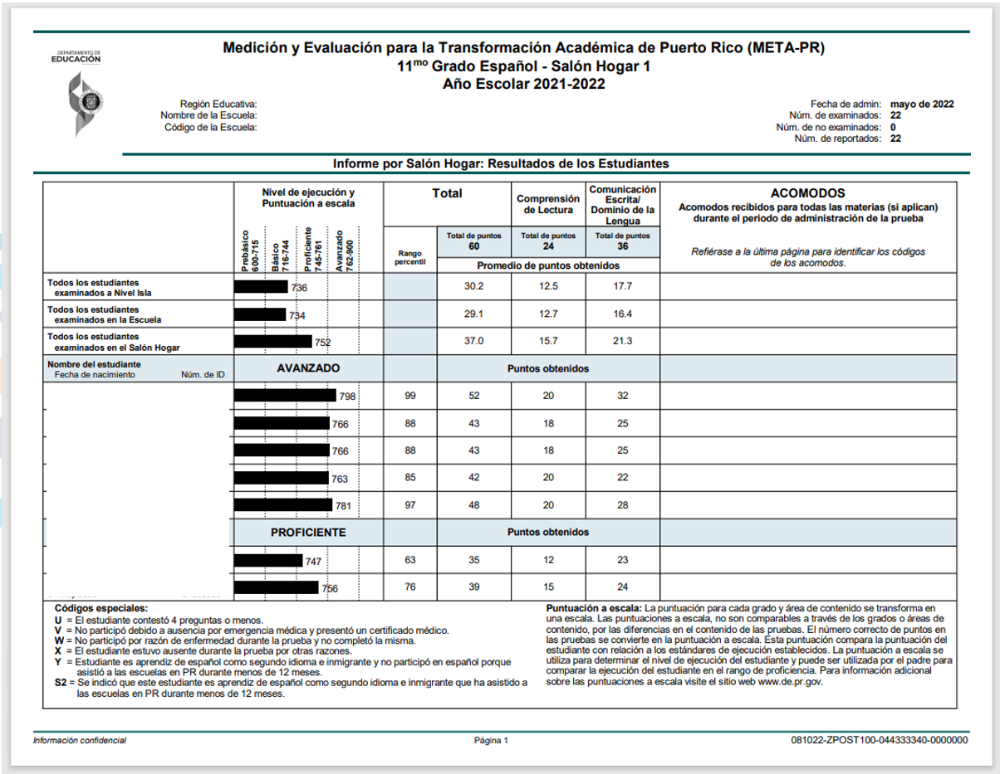 DEPARTAMENTO DE
EDUCACIÓN
Medición y Evaluación para la Transformación Académica de Puerto Rico (META-PR)
11mo Grado Español - Salón Hogar 1
Año Escolar 2021-2022
Región Educativa:
Nombre de la Escuela:
Código de la Escuela:
Fecha de admin: mayo de 2022
Núm. de examinados: 22
Núm. de no examinados: 0
Núm. de reportados: 22
Informe por Salón Hogar: Resultados de los Estudiantes
Nivel de ejecución y
Puntuación a escala
Prebásico
600-715
Básico
716-744
Proficiente
745-761
Avanzado
762-900
Total
Rango
percentil
Total de puntos
60
Comprensión
de Lectura
Total de puntos
24
Comunicación
Escrita/
Dominio de la
Lengua
Total de puntos
36
Promedio de puntos obtenidos
ACOMODOS
Acomodos recibidos para todas las materias (si aplican)
durante el periodo de administración de la prueba
Refiérase a la última página para identificar los códigos
de los acomodos.
Todos los estudiantes
examinados a Nivel Isla
736 30.2 12.5 17.7
Todos los estudiantes
examinados en la Escuela
734 29.1 12.7 16.4
Todos los estudiantes
examinados en el Salón Hogar
752 37.0 15.7 21.3
Nombre del estudiante
Fecha de nacimiento Núm. de ID
AVANZADO Puntos obtenidos
798 99 52 20 32
766 88 43 18 25
766 88 43 18 25
763 85 42 20 22
781 97 48 20 28
PROFICIENTE Puntos obtenidos
747 63 35 12 23
756 76 39 15 24
Códigos especiales:
U = El estudiante contestó 4 preguntas o menos.
V = No participó debido a ausencia por emergencia médica y presentó un certificado médico.
W = No participó por razón de enfermedad durante la prueba y no completó la misma.
X = El estudiante estuvo ausente durante la prueba por otras razones.
Y = Estudiante es aprendiz de español como segundo idioma e inmigrante y no participó en español porque
asistió a las escuelas en PR durante menos de 12 meses.
S2 = Se indicó que este estudiante es aprendiz de español como segundo idioma e inmigrante que ha asistido a
las escuelas en PR durante menos de 12 meses.
Puntuación a escala: La puntuación para cada grado y área de contenido se transforma en
una escala. Las puntuaciones a escala, no son comparables a través de los grados o áreas de
contenido, por las diferencias en el contenido de las pruebas. El número correcto de puntos en
las pruebas se convierte en la puntuación a escala. Esta puntuación compara la puntuación del
estudiante con relación a los estándares de ejecución establecidos. La puntuación a escala se
utiliza para determinar el nivel de ejecución del estudiante y puede ser utilizada por el padre para
comparar la ejecución del estudiante en el rango de proficiencia. Para información adicional
sobre las puntuaciones a escala visite el sitio web www.de.pr.gov.
Información confidencial
Página 1
081022-ZPOST100-044333340-0000000